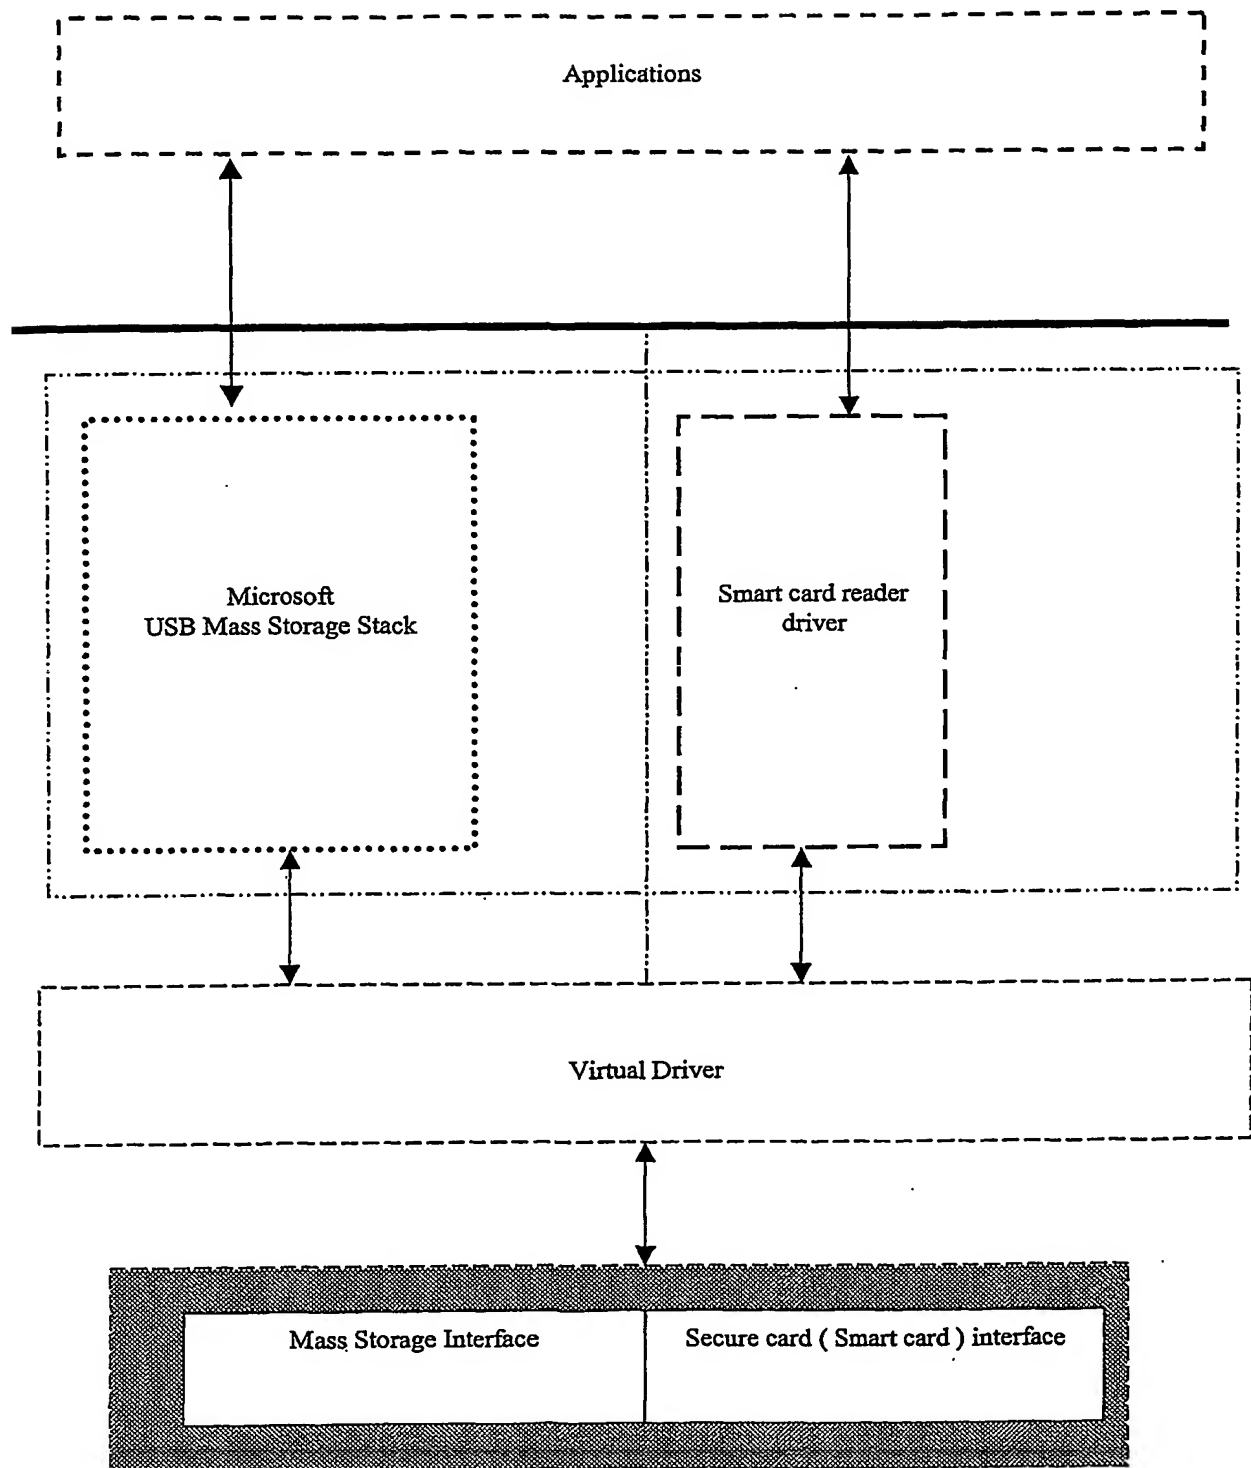 Applications
Microsoft
USB Mass Storage Stack
Smart card reader
driver
Virtual Driver
Mass Storage Interface
Secure card ( Smart card ) interface